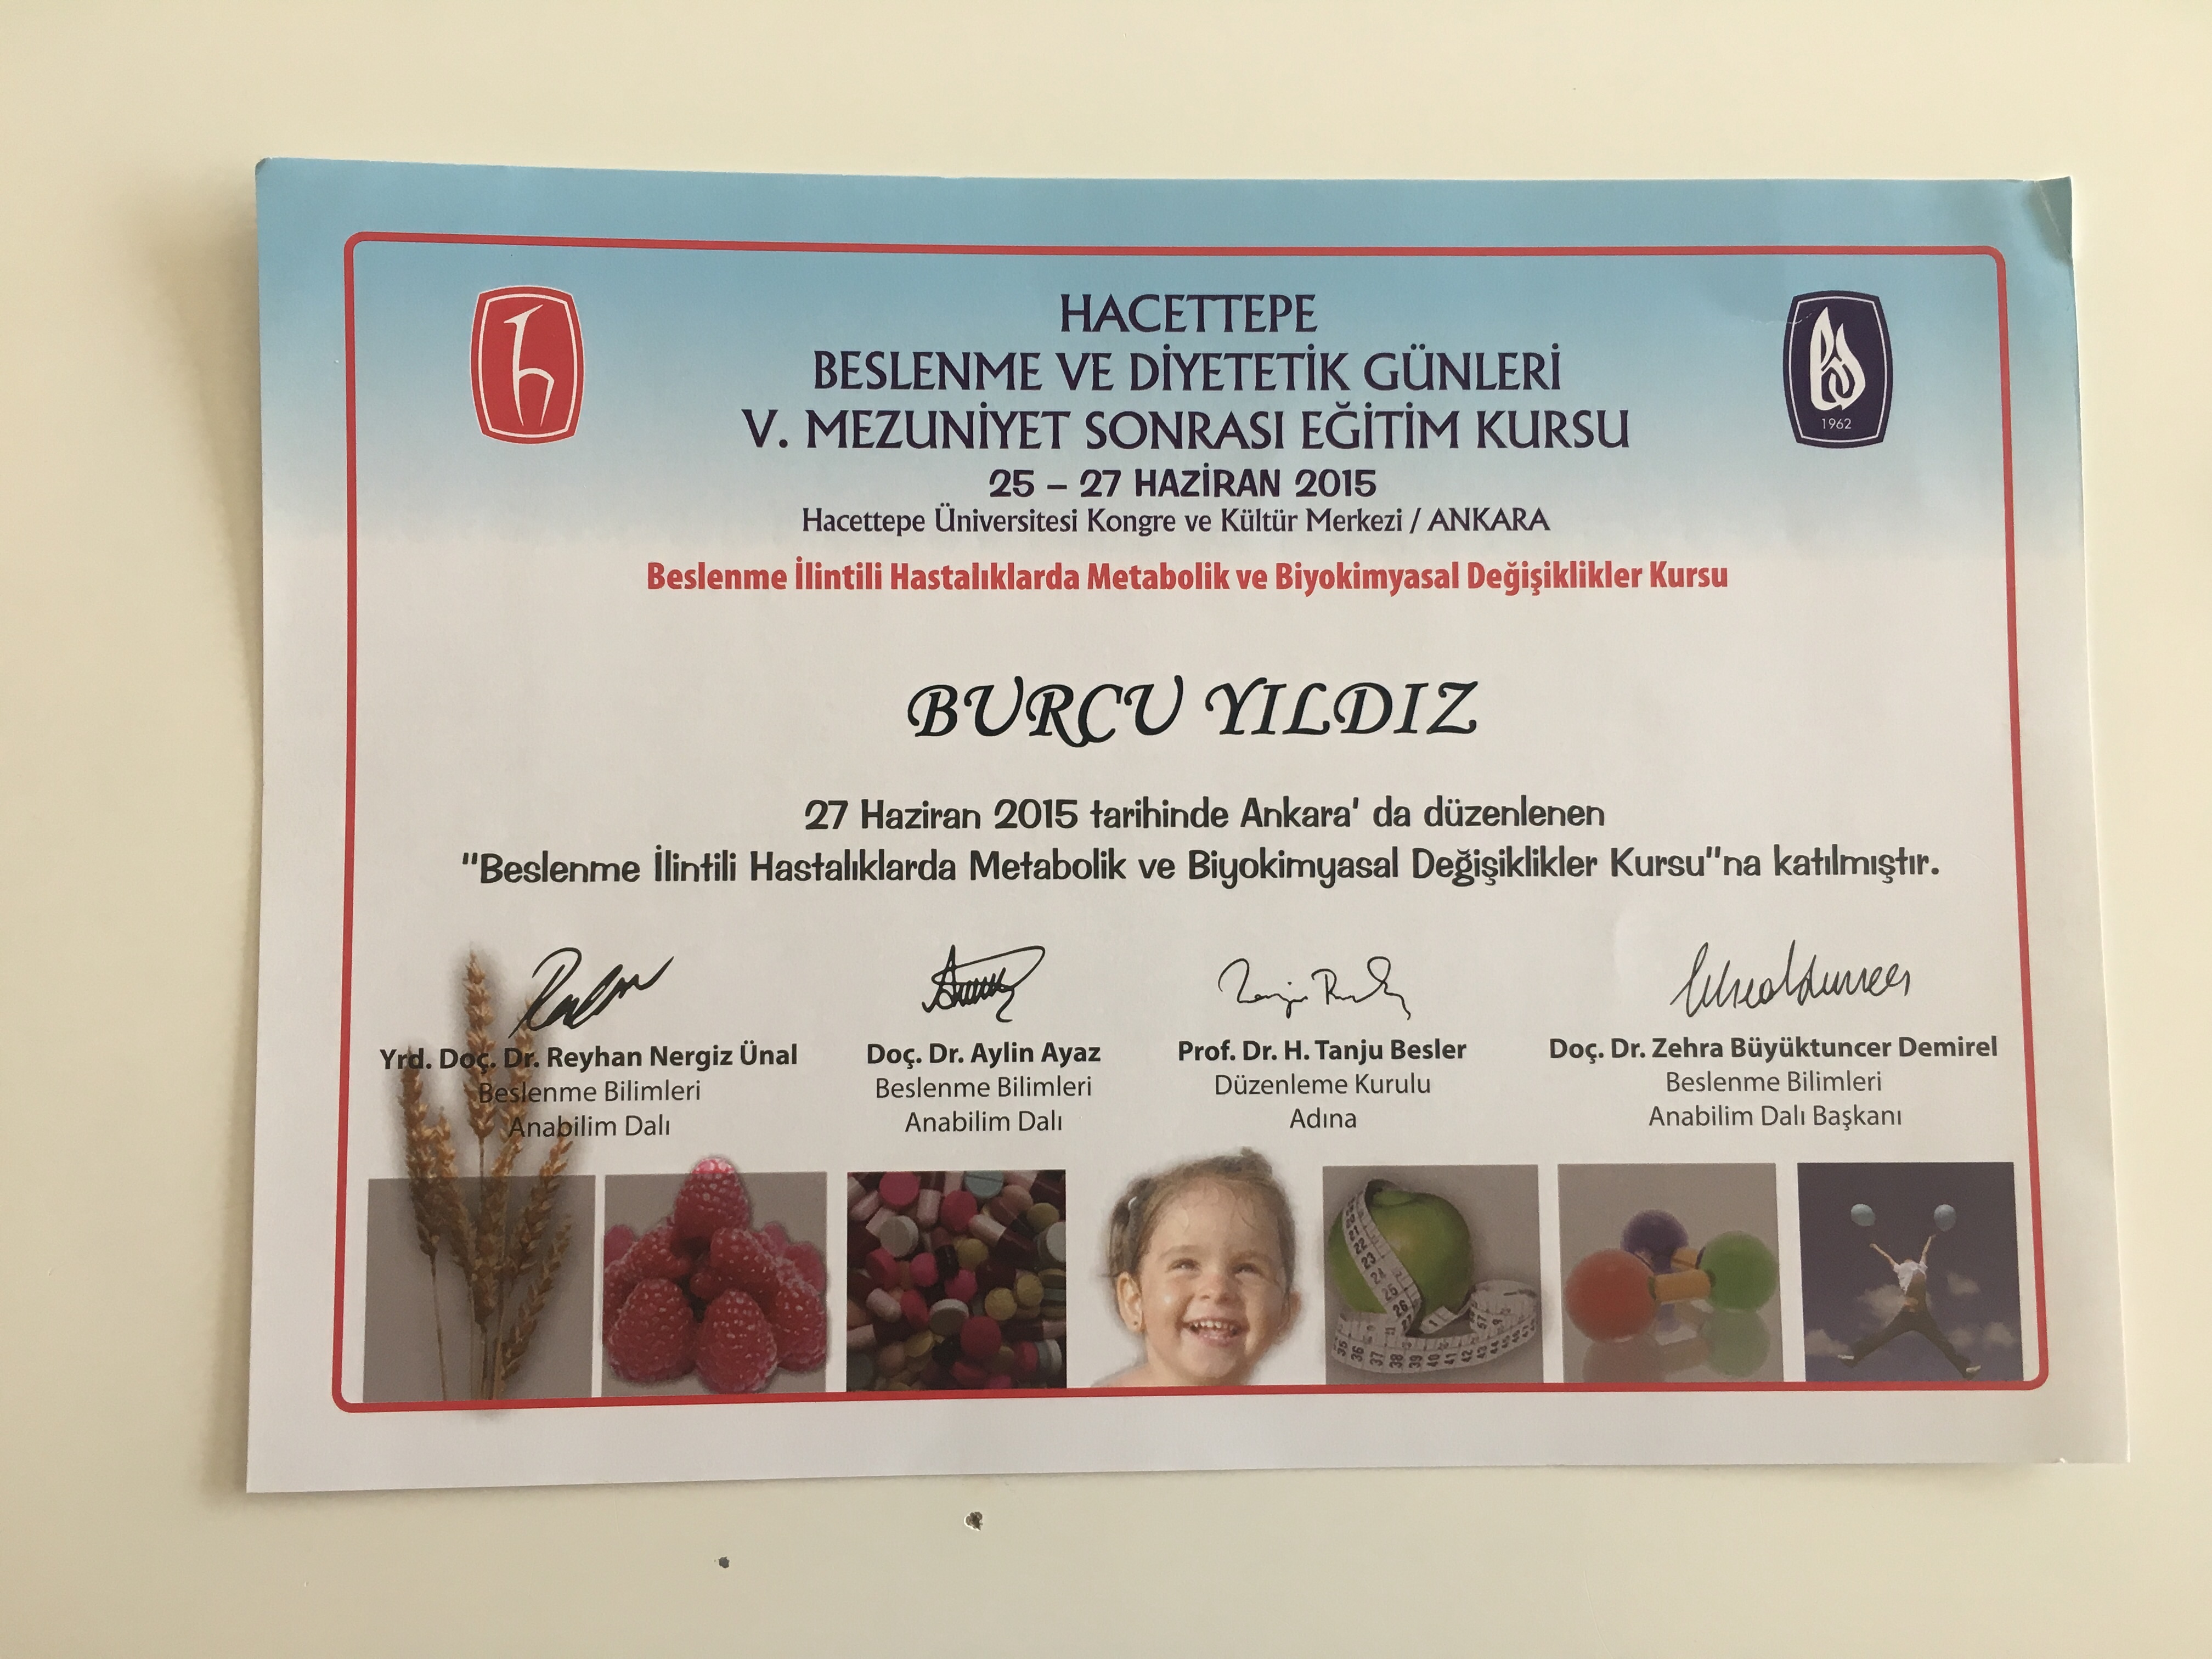 HACETTEPE
BESLENME VE DİYETETİK GÜNLERİ
V. MEZUNİYET SONRASI EĞİTİM KURSU
25 – 27 HAZİRAN 2015
Hacettepe Üniversitesi Kongre ve Kültür Merkezi / ANKARA
1962
Beslenme İlintili Hastalıklarda Metabolik ve Biyokimyasal Değişiklikler Kursu
BURCU YILDIZ
27 Haziran 2015 tarihinde Ankara' da düzenlenen
"Beslenme İlintili Hastalıklarda Metabolik ve Biyokimyasal Değişiklikler Kursu"na katılmıştır.
Yrd. Doç. Dr. Reyhan Nergiz Ünal
Beslenme Bilimleri
Anabilim Dalı
Doç. Dr. Aylin Ayaz
Beslenme Bilimleri
Anabilim Dalı
Prof. Dr. H. Tanju Besler
Düzenleme Kurulu
Adına
Doç. Dr. Zehra Büyüktuncer Demirel
Beslenme Bilimleri
Anabilim Dalı Başkanı